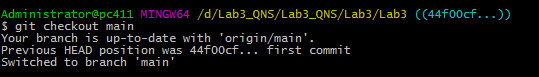 Administrator@pc411 MINGW64 /d/Lab3_QNS/Lab3_QNS/Lab3/Lab3 ((44f00cf...))
$ git checkout main
Your branch is up-to-date with 'origin/main'.
Previous HEAD position was 44f00cf... first commit
Switched to branch 'main'